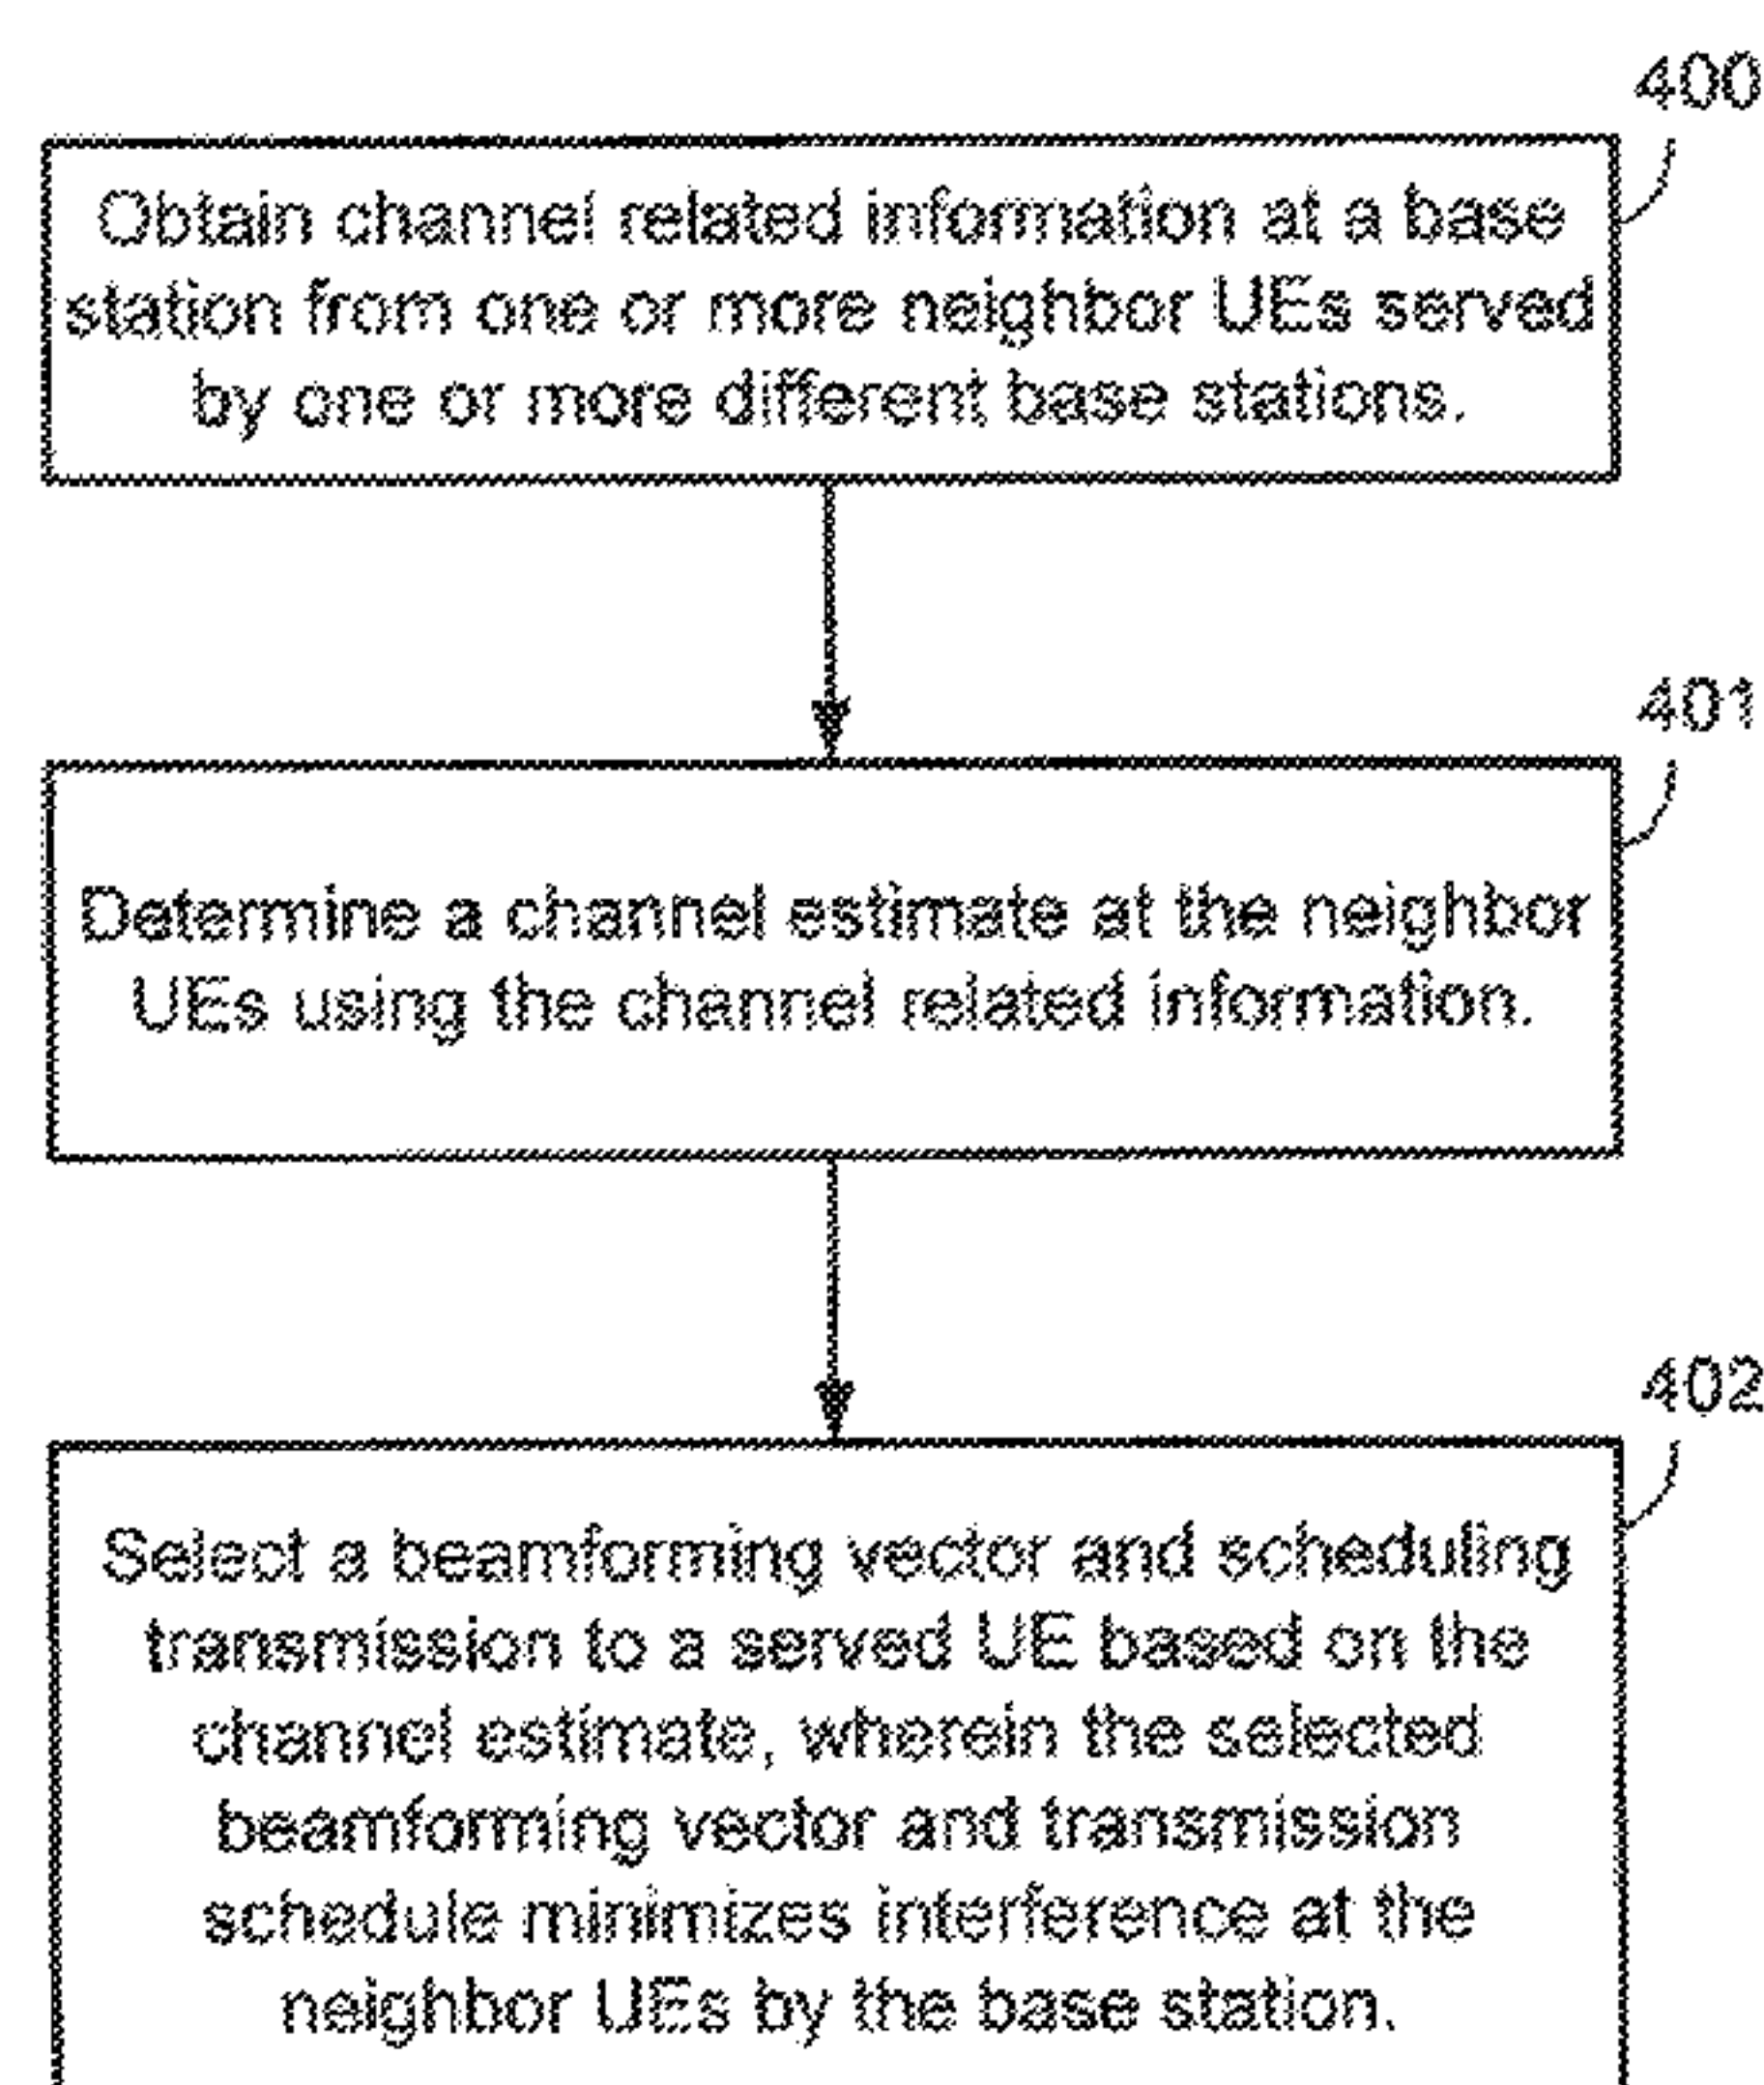 400
Obtain channel related information at a base
station from one or more neighbor UEs served
by one or more different base stations.
401
Determine a channel estimate at the neighbor
UEs using the channel related information.
402
Select a beamforming vector and scheduling
transmission to a served UE based on the
channel estimate, wherein the selected
beamforming vector and transmission
schedule minimizes interference at the
neighbor UEs by the base station.